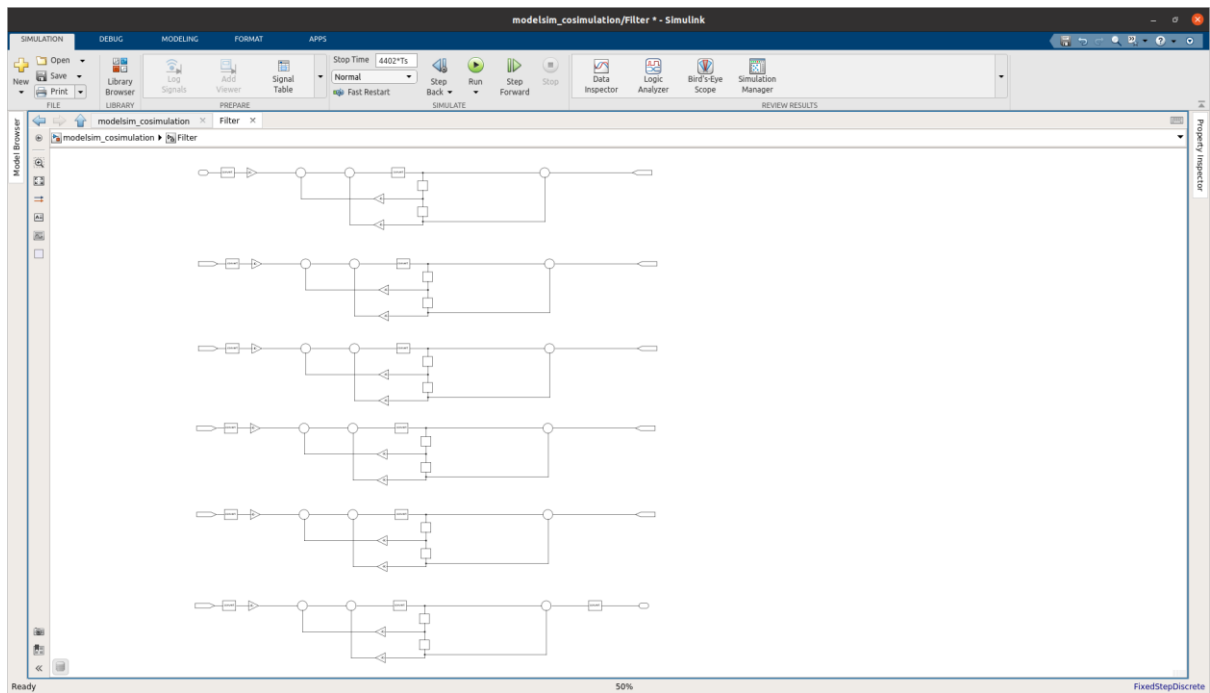 modelsim_cosimulation/Filter * - Simulink
SIMULATION DEBUG MODELING FORMAT APPS
New
Open
Save
Print
FILE
Library Browser
LIBRARY
Log Signals
Add Viewer
Signal Table
PREPARE
Stop Time 4402*Ts
Normal
Fast Restart
Step Back
Run
Step Forward
Stop
SIMULATE
Data Inspector
Logic Analyzer
Bird's-Eye Scope
Simulation Manager
REVIEW RESULTS
Model Browser
modelsim_cosimulation × Filter ×
modelsim_cosimulation Filter
Property Inspector
Ready 50% FixedStepDiscrete